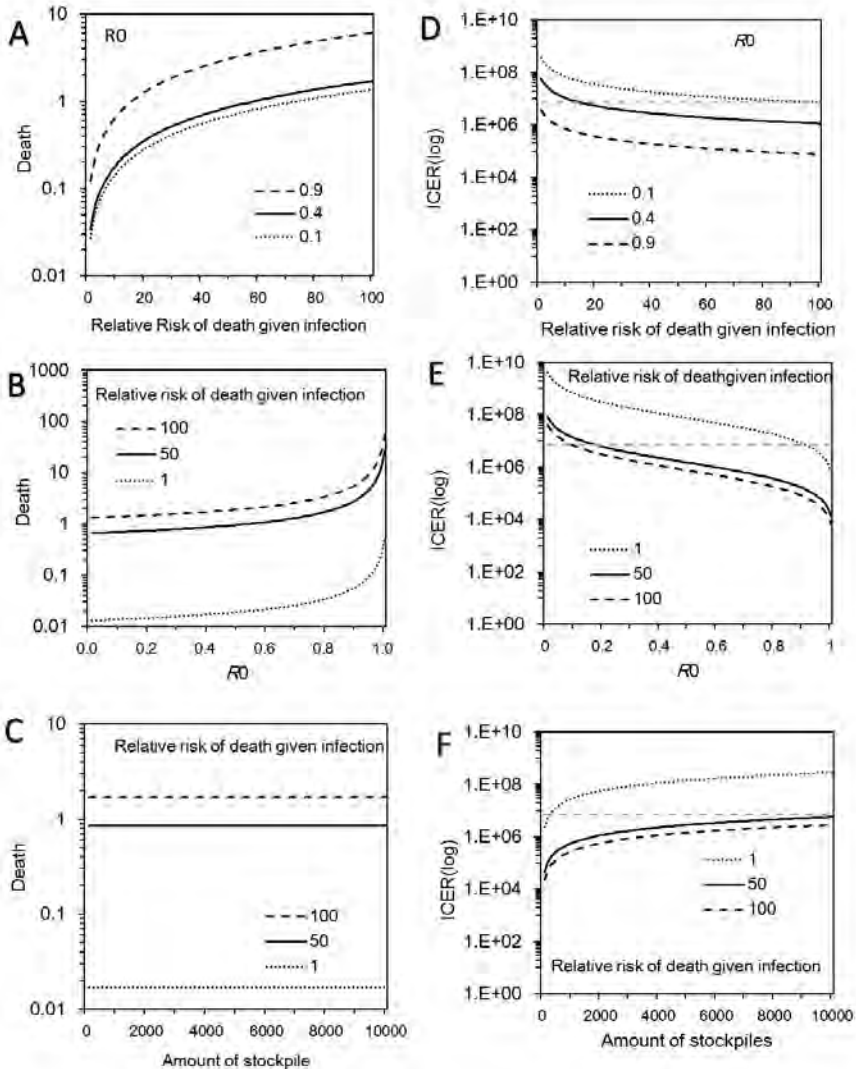 A
R0
10
1
0.1
0.01
Death
0.9
0.4
0.1
0 20 40 60 80 100
Relative Risk of death given infection
D
R0
1.E+10
1.E+08
1.E+06
1.E+04
1.E+02
1.E+00
ICER(log)
0.1
0.4
0.9
0 20 40 60 80 100
Relative risk of death given infection
B
Relative risk of death given infection
1000
100
10
1
0.1
0.01
Death
100
50
1
0.0 0.2 0.4 0.6 0.8 1.0
R0
E
Relative risk of deathgiven infection
1.E+10
1.E+08
1.E+06
1.E+04
1.E+02
1.E+00
ICER(log)
1
50
100
0 0.2 0.4 0.6 0.8 1
R0
C
Relative risk of death given infection
10
1
0.1
0.01
Death
100
50
1
0 2000 4000 6000 8000 10000
Amount of stockpile
F
1.E+10
1.E+08
1.E+06
1.E+04
1.E+02
1.E+00
ICER(log)
1
50
100
Relative risk of death given infection
0 2000 4000 6000 8000 10000
Amount of stockpiles